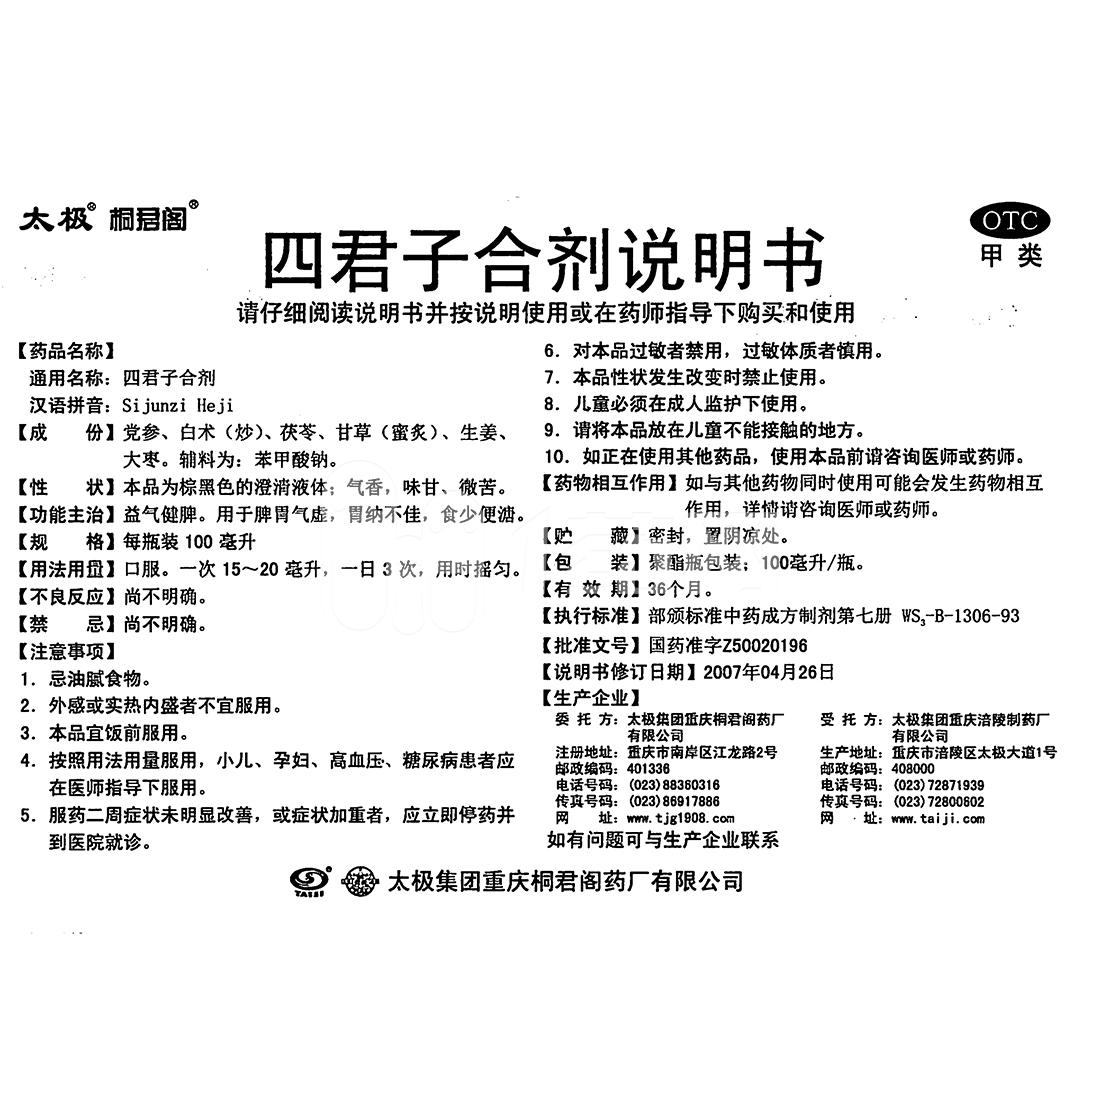 太极® 桐君阁®
OTC
甲类
四君子合剂说明书
请仔细阅读说明书并按说明使用或在药师指导下购买和使用
【药品名称】
通用名称：四君子合剂
汉语拼音：Sijunzi Heji
【成 份】党参、白术（炒）、茯苓、甘草（蜜炙）、生姜、
大枣。辅料为：苯甲酸钠。
【性 状】本品为棕黑色的澄清液体；气香，味甘、微苦。
【功能主治】益气健脾。用于脾胃气虚，胃纳不佳，食少便溏。
【规 格】每瓶装 100 毫升
【用法用量】口服。一次 15～20 毫升，一日 3 次，用时摇匀。
【不良反应】尚不明确。
【禁 忌】尚不明确。
【注意事项】
1．忌油腻食物。
2．外感或实热内盛者不宜服用。
3．本品宜饭前服用。
4．按照用法用量服用，小儿、孕妇、高血压、糖尿病患者应
在医师指导下服用。
5．服药二周症状未明显改善，或症状加重者，应立即停药并
到医院就诊。
6．对本品过敏者禁用，过敏体质者慎用。
7．本品性状发生改变时禁止使用。
8．儿童必须在成人监护下使用。
9．请将本品放在儿童不能接触的地方。
10．如正在使用其他药品，使用本品前请咨询医师或药师。
【药物相互作用】如与其他药物同时使用可能会发生药物相互
作用，详情请咨询医师或药师。
【贮 藏】密封，置阴凉处。
【包 装】聚酯瓶包装；100毫升/瓶。
【有 效 期】36个月。
【执行标准】部颁标准中药成方制剂第七册 WS₃-B-1306-93
【批准文号】国药准字Z50020196
【说明书修订日期】2007年04月26日
【生产企业】
委 托 方：太极集团重庆桐君阁药厂
有限公司
注册地址：重庆市南岸区江龙路2号
邮政编码：401336
电话号码：(023)88360316
传真号码：(023)86917886
网 址：www.tjg1908.com
受 托 方：太极集团重庆涪陵制药厂
有限公司
生产地址：重庆市涪陵区太极大道1号
邮政编码：408000
电话号码：(023)72871939
传真号码：(023)72800602
网 址：www.taiji.com
如有问题可与生产企业联系
TAIJI 太极集团重庆桐君阁药厂有限公司